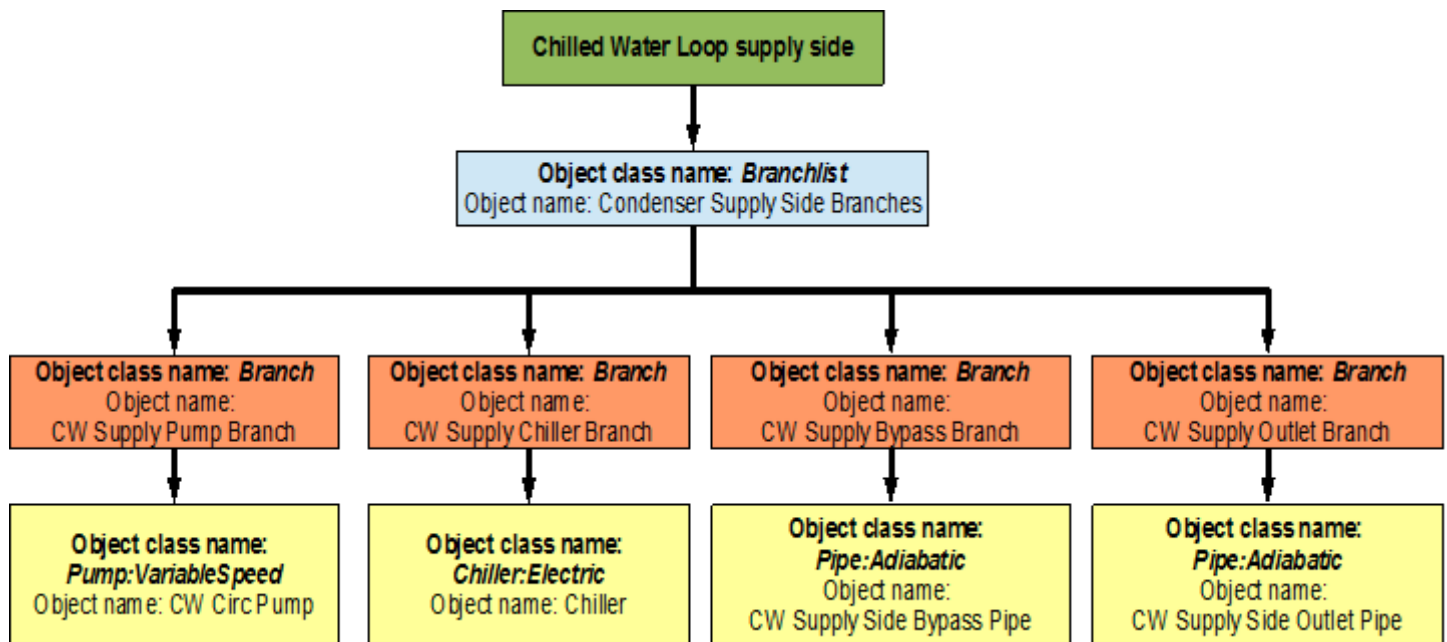 Chilled Water Loop supply side
Object class name: Branchlist
Object name: Condenser Supply Side Branches
Object class name: Branch
Object name:
CW Supply Pump Branch
Object class name: Branch
Object name:
CW Supply Chiller Branch
Object class name: Branch
Object name:
CW Supply Bypass Branch
Object class name: Branch
Object name:
CW Supply Outlet Branch
Object class name:
Pump:VariableSpeed
Object name: CW Circ Pump
Object class name:
Chiller:Electric
Object name: Chiller
Object class name:
Pipe:Adiabatic
Object name:
CW Supply Side Bypass Pipe
Object class name:
Pipe:Adiabatic
Object name:
CW Supply Side Outlet Pipe